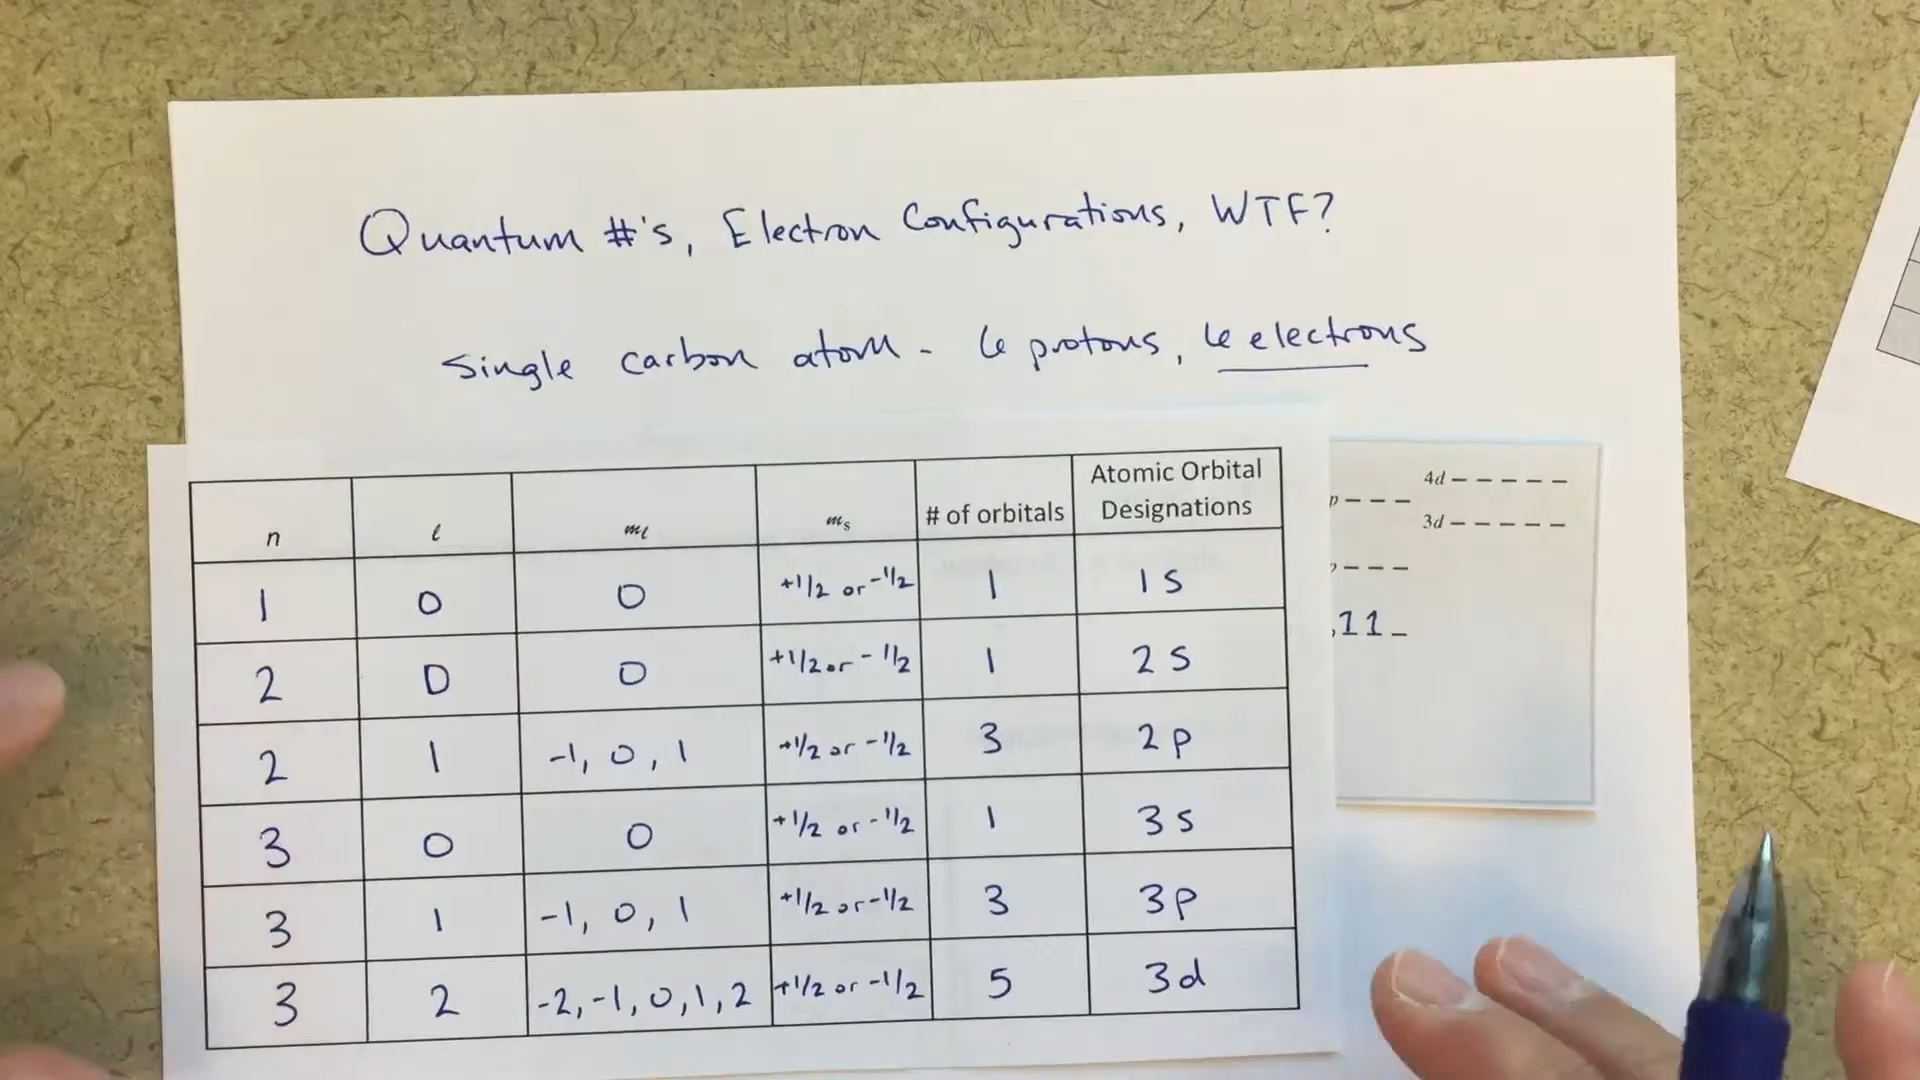 Quantum #'s, Electron Configurations, WTF?
Single carbon atom - 6 protons, 6 electrons
n ℓ mℓ ms # of orbitals Atomic Orbital Designations
1 0 0 +1/2 or -1/2 1 1s
2 0 0 +1/2 or -1/2 1 2s
2 1 -1, 0, 1 +1/2 or -1/2 3 2p
3 0 0 +1/2 or -1/2 1 3s
3 1 -1, 0, 1 +1/2 or -1/2 3 3p
3 2 -2, -1, 0, 1, 2 +1/2 or -1/2 5 3d
4d – – – – –
p – – –
3d – – – – –
– – –
11 –